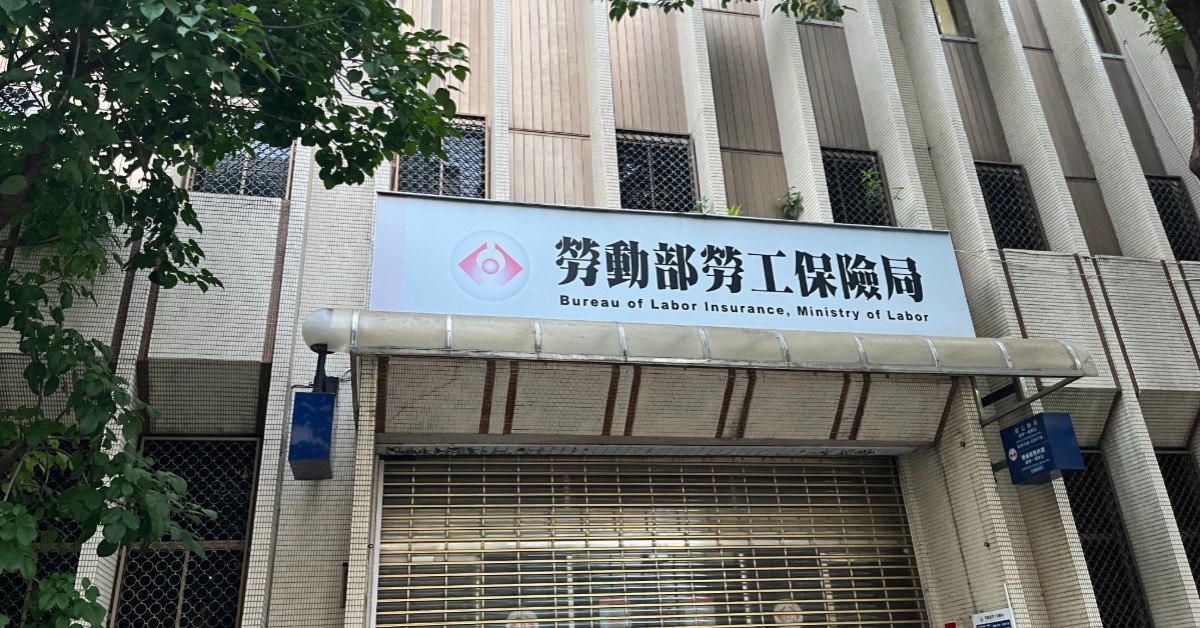 勞動部勞工保險局
Bureau of Labor Insurance, Ministry of Labor